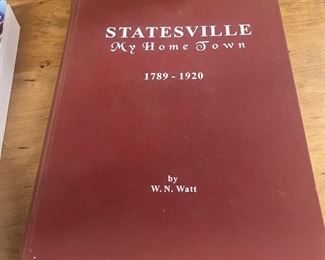 STATESVILLE
My Home Town
1789 - 1920
by
W. N. Watt